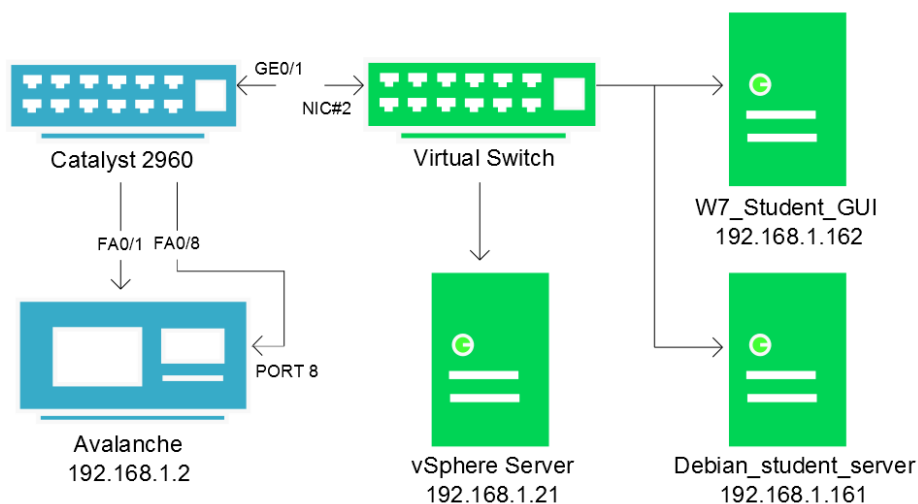 GE0/1
NIC#2
Catalyst 2960
Virtual Switch
W7_Student_GUI
192.168.1.162
FA0/1
FA0/8
PORT 8
Avalanche
192.168.1.2
vSphere Server
192.168.1.21
Debian_student_server
192.168.1.161